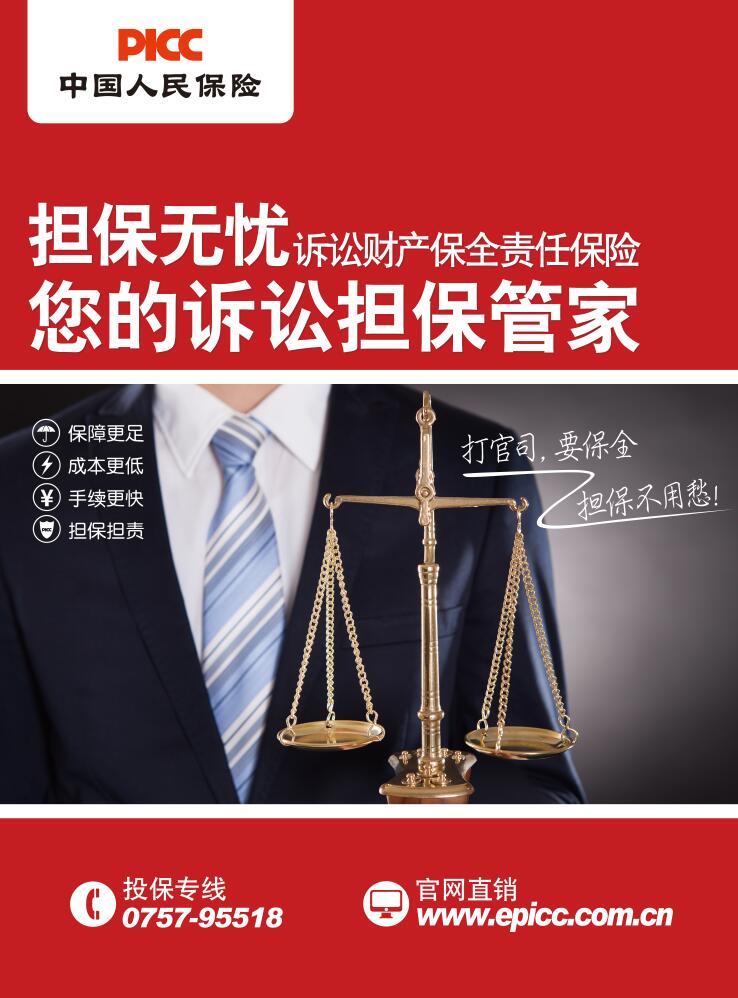 PICC
中国人民保险
担保无忧 诉讼财产保全责任保险
您的诉讼担保管家
保障更足
成本更低
¥ 手续更快
PICC 担保担责
打官司,要保全
担保不用愁!
投保专线
0757-95518
官网直销
www.epicc.com.cn